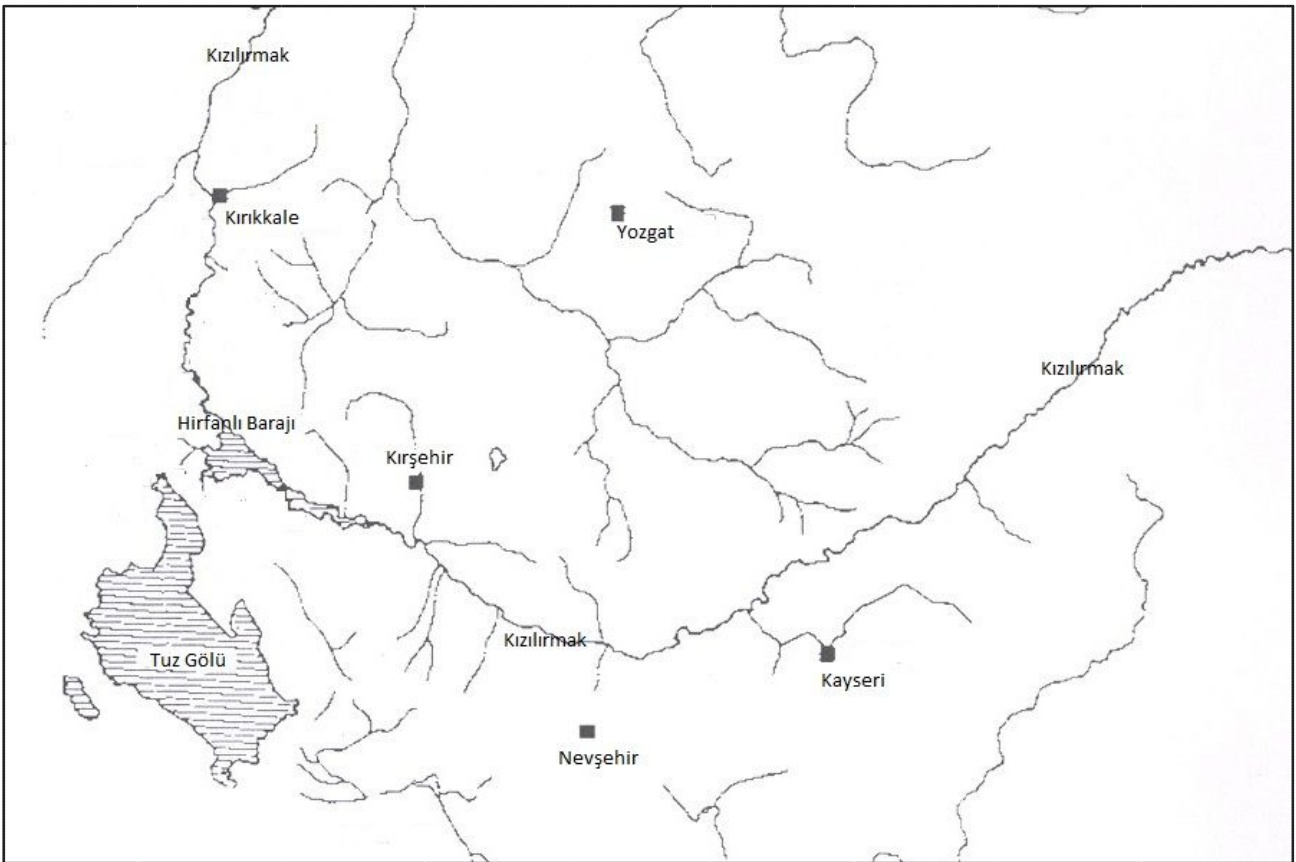 Kızılırmak
Kırıkkale
Yozgat
Kızılırmak
Hirfanlı Barajı
Kırşehir
Kızılırmak
Tuz Gölü
Kayseri
Nevşehir